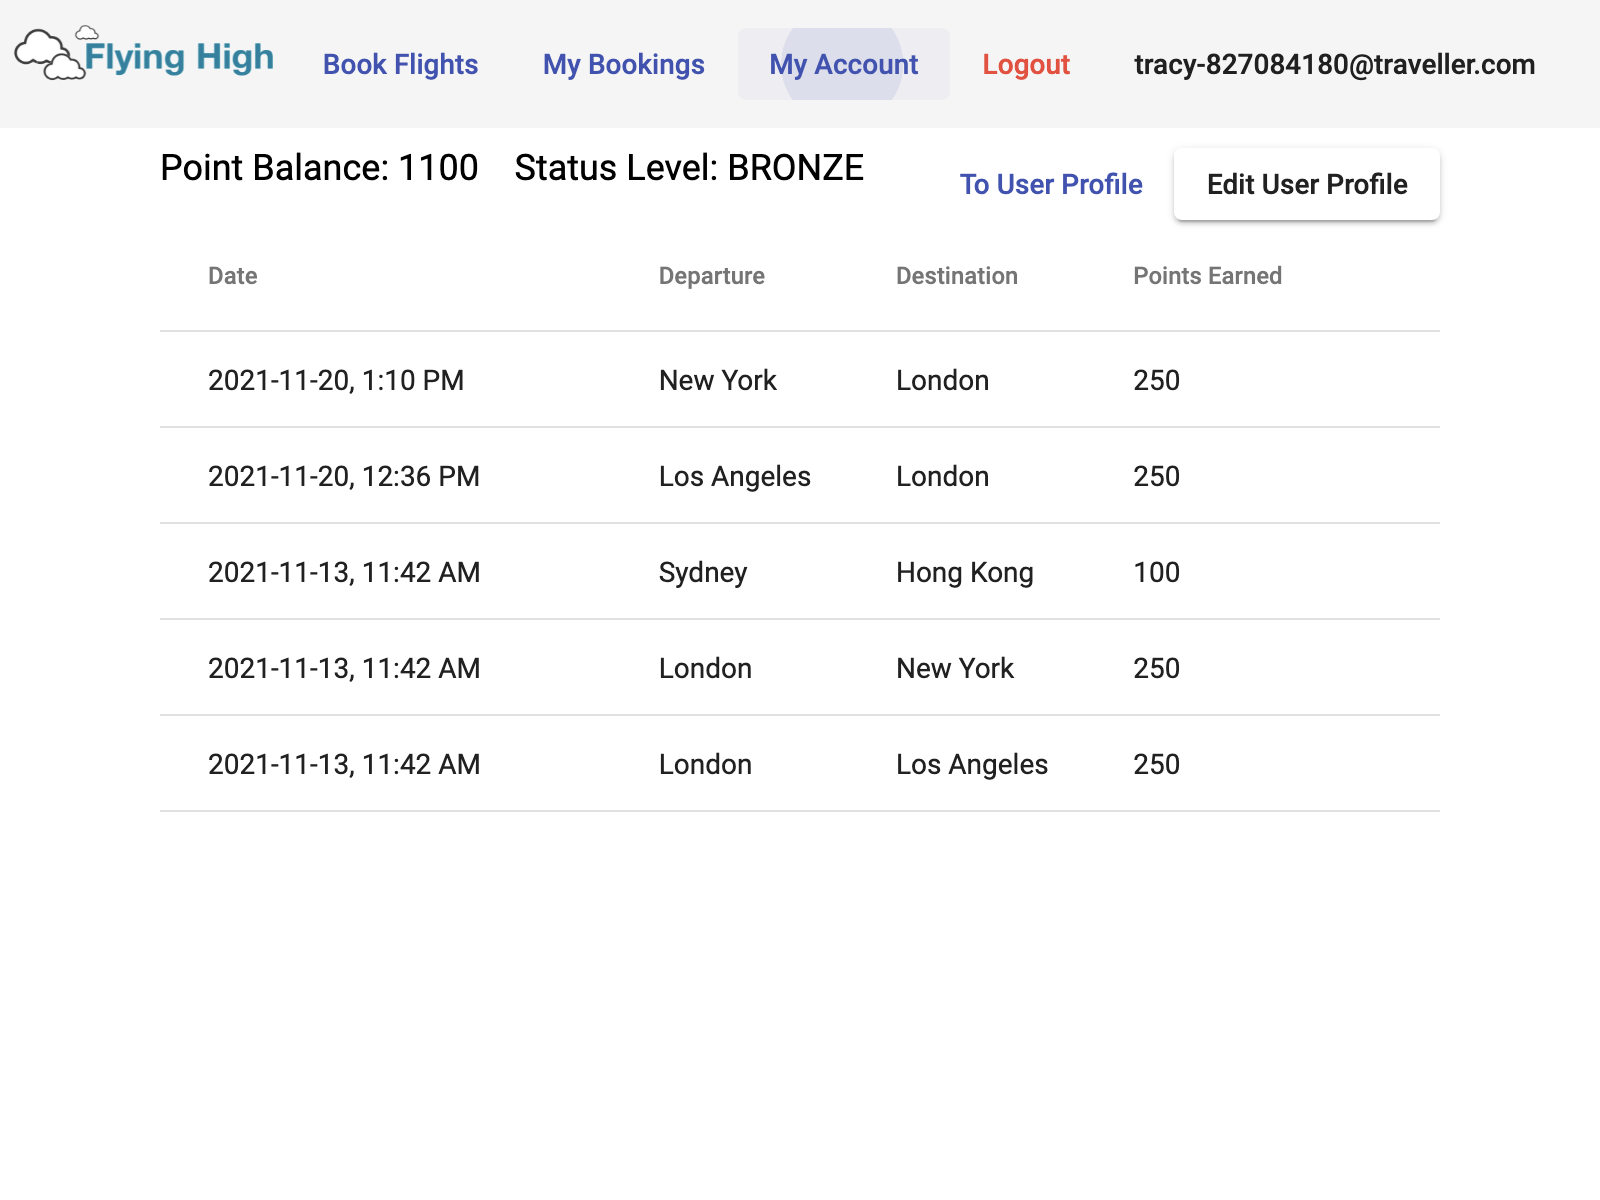 Flying High Book Flights My Bookings My Account Logout tracy-827084180@traveller.com
Point Balance: 1100 Status Level: BRONZE To User Profile Edit User Profile
Date Departure Destination Points Earned
2021-11-20, 1:10 PM New York London 250
2021-11-20, 12:36 PM Los Angeles London 250
2021-11-13, 11:42 AM Sydney Hong Kong 100
2021-11-13, 11:42 AM London New York 250
2021-11-13, 11:42 AM London Los Angeles 250